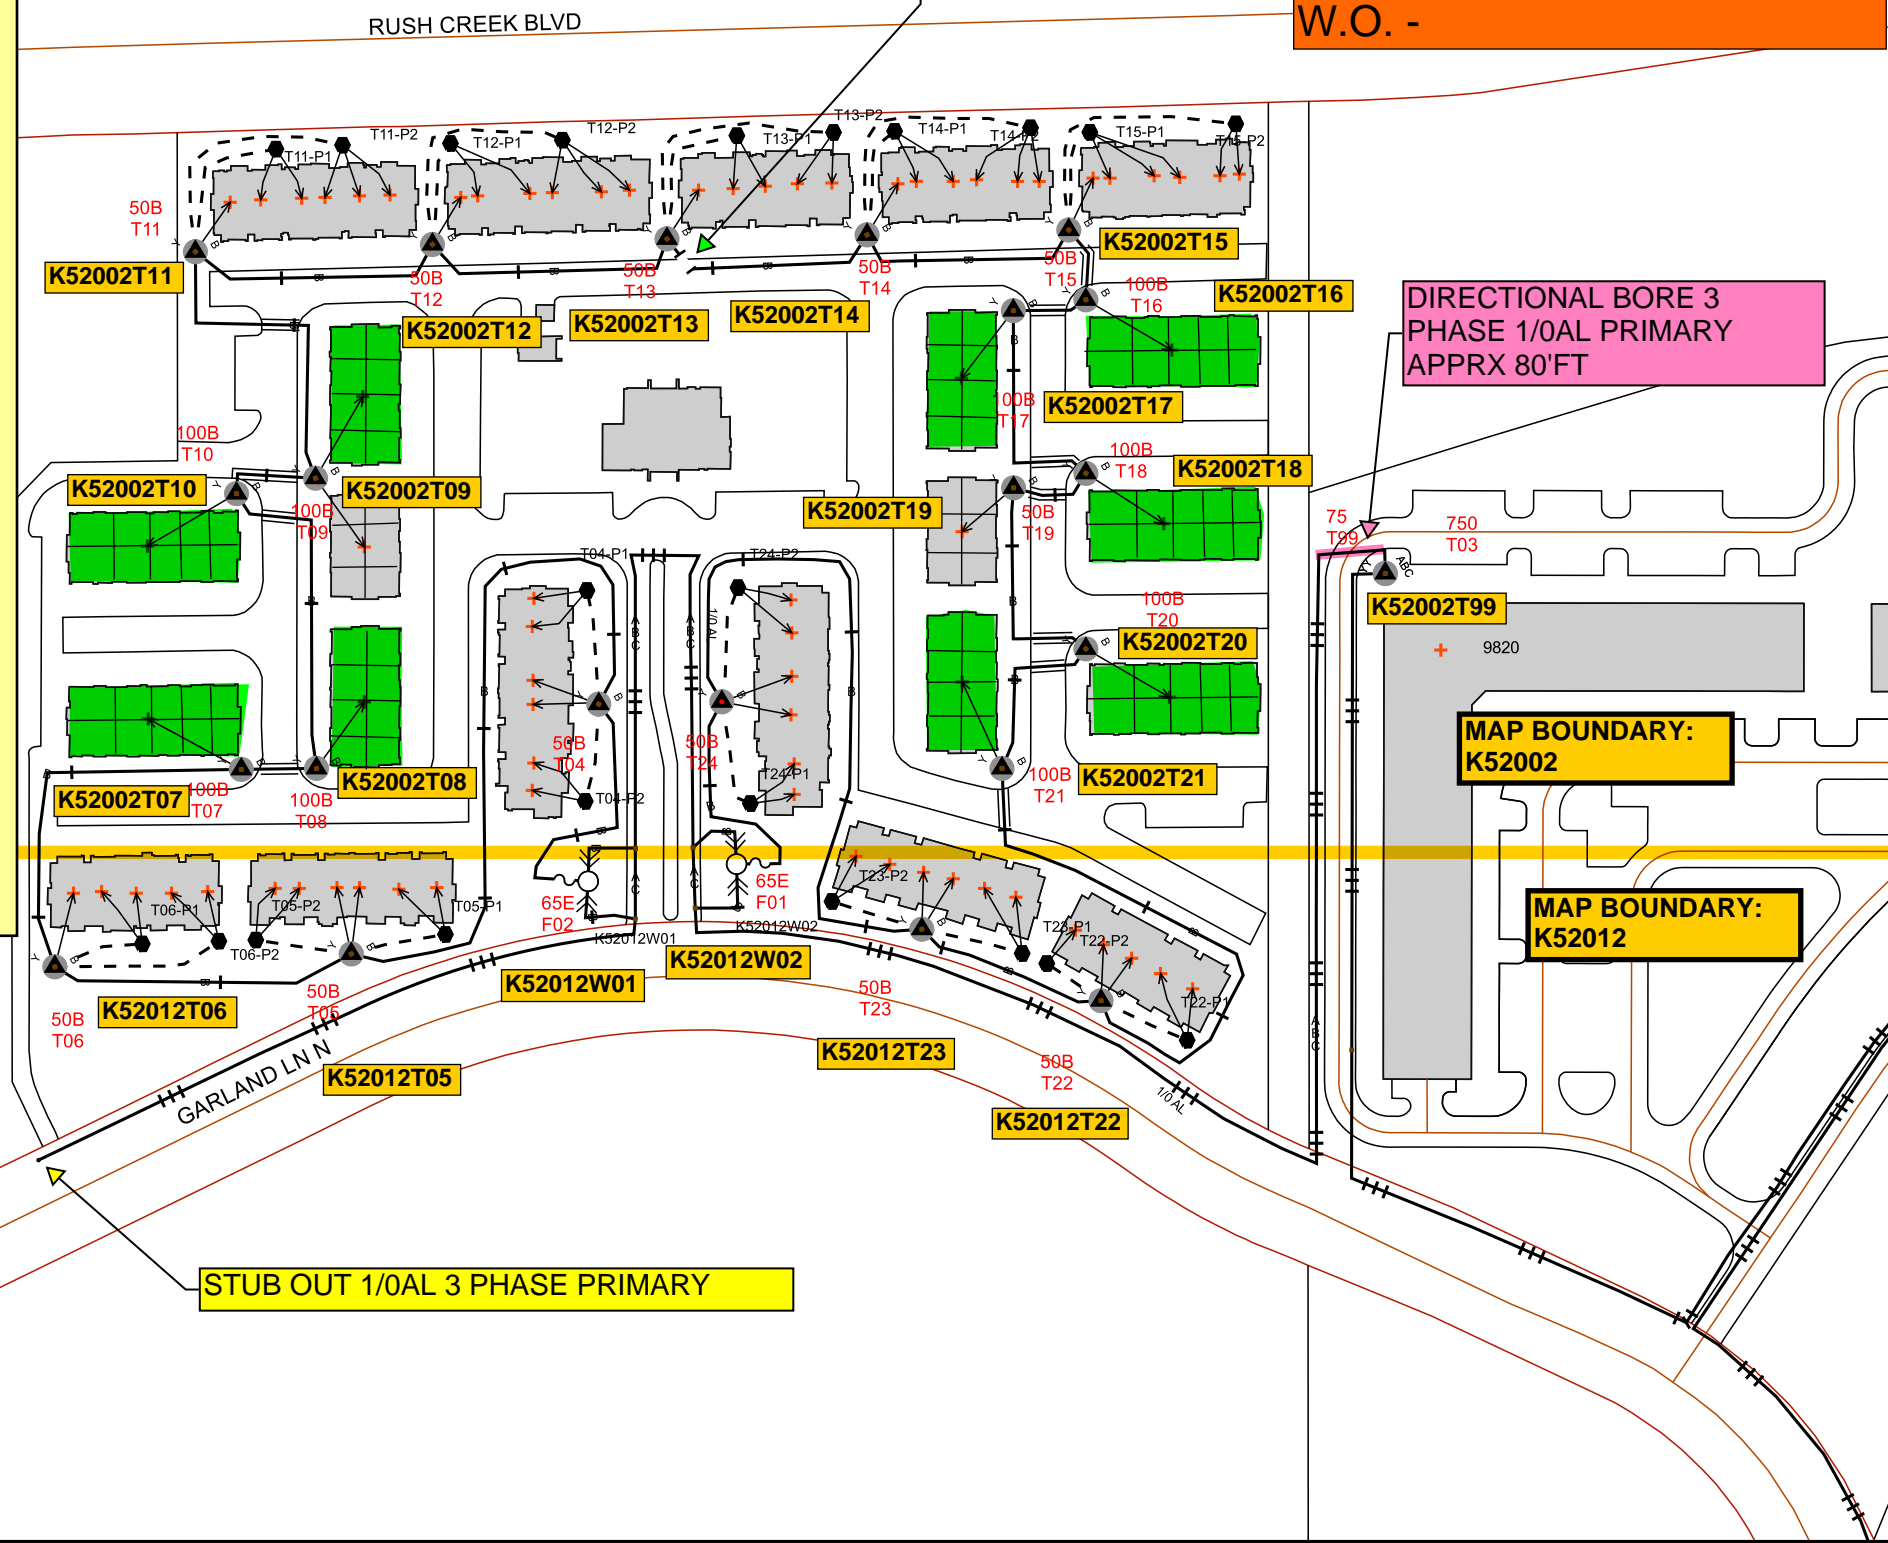 RUSH CREEK BLVD
W.O. -
T11-P1
T11-P2
T12-P1
T12-P2
T13-P1
T13-P2
T14-P1
T14-P2
T15-P1
T15-P2
50B
T11
K52002T11
50B
T12
K52002T12
50B
T13
K52002T13
50B
T14
K52002T14
50B
T15
K52002T15
100B
T16
K52002T16
DIRECTIONAL BORE 3
PHASE 1/0AL PRIMARY
APPRX 80'FT
100B
T17
K52002T17
100B
T10
K52002T10
100B
T09
K52002T09
100B
T18
K52002T18
50B
T19
K52002T19
75
T99
750
T03
YY
ABC
K52002T99
9820
T04-P1
T24-P2
1/0 AL
A
B
C
A
B
C
100B
T20
K52002T20
50B
T04
50B
T24
T04-P2
T24-P1
MAP BOUNDARY:
K52002
100B
T07
K52002T07
100B
T08
K52002T08
100B
T21
K52002T21
T06-P1
T06-P2
T05-P2
T05-P1
65E
F02
65E
F01
K52012W01
K52012W02
K52012W01
K52012W02
T23-P2
T23-P1
T22-P2
T22-P1
MAP BOUNDARY:
K52012
50B
T06
K52012T06
50B
T05
K52012T05
50B
T23
K52012T23
50B
T22
K52012T22
A
B
C
1/0 AL
GARLAND LN N
STUB OUT 1/0AL 3 PHASE PRIMARY